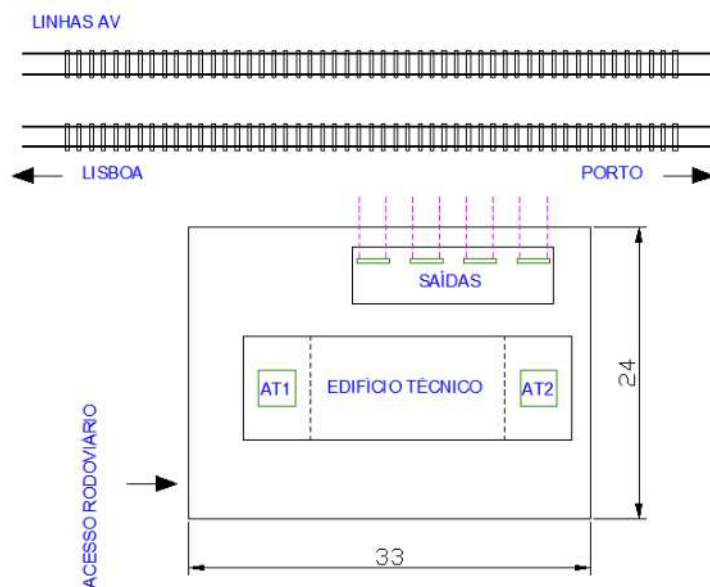 LINHAS AV
LISBOA
PORTO
SAÍDAS
AT1
EDIFÍCIO TÉCNICO
AT2
24
ACESSO RODOVIÁRIO
33